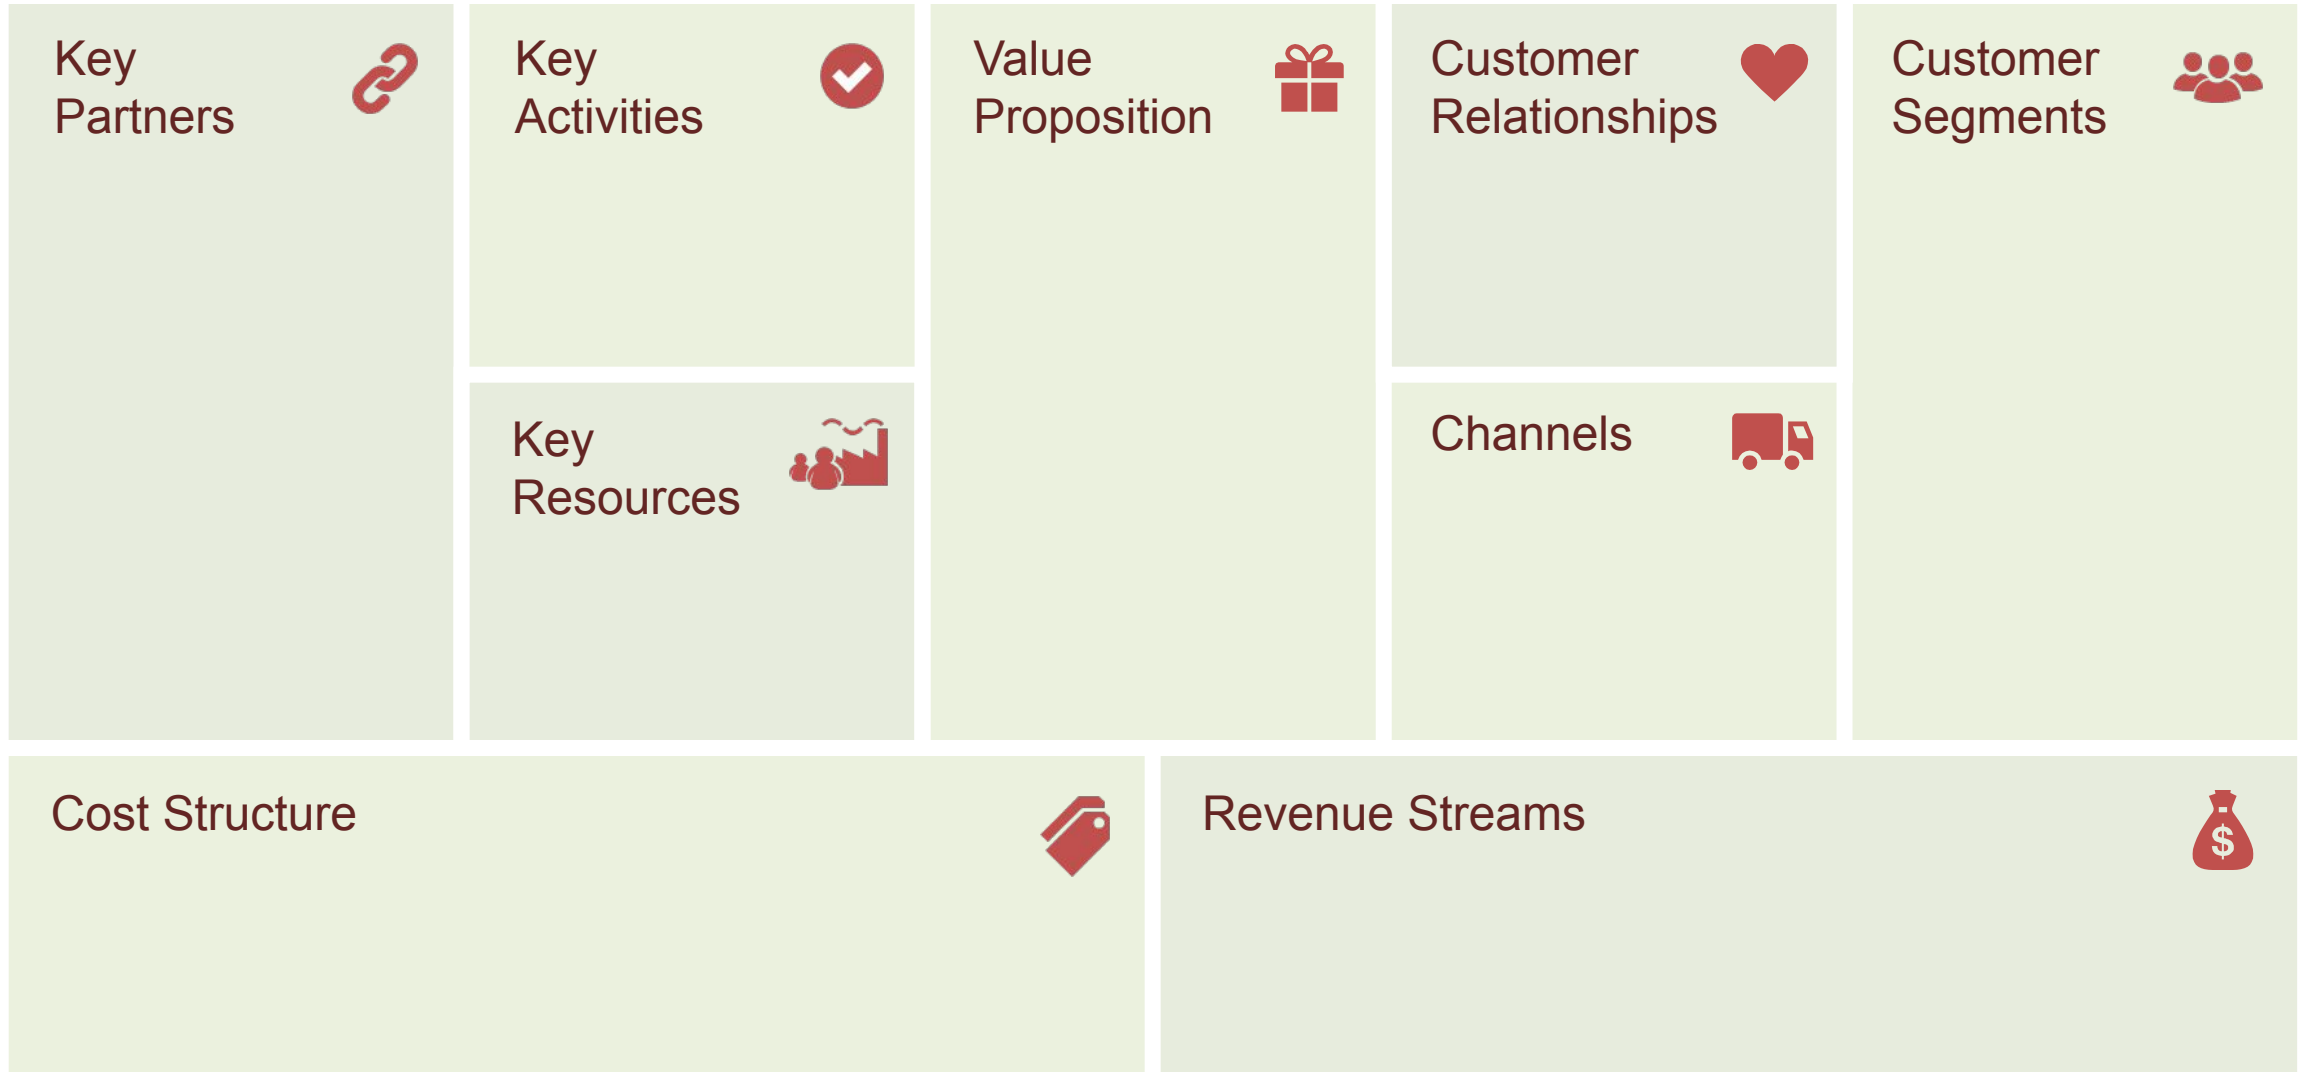 Key
Partners
Key
Activities
Key
Resources
Value
Proposition
Customer
Relationships
Channels
Customer
Segments
Cost Structure
Revenue Streams
$